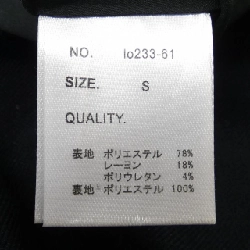 NO. lo233-61
SIZE. S
QUALITY.
表地 ポリエステル 78%
レーヨン 18%
ポリウレタン 4%
裏地 ポリエステル 100%